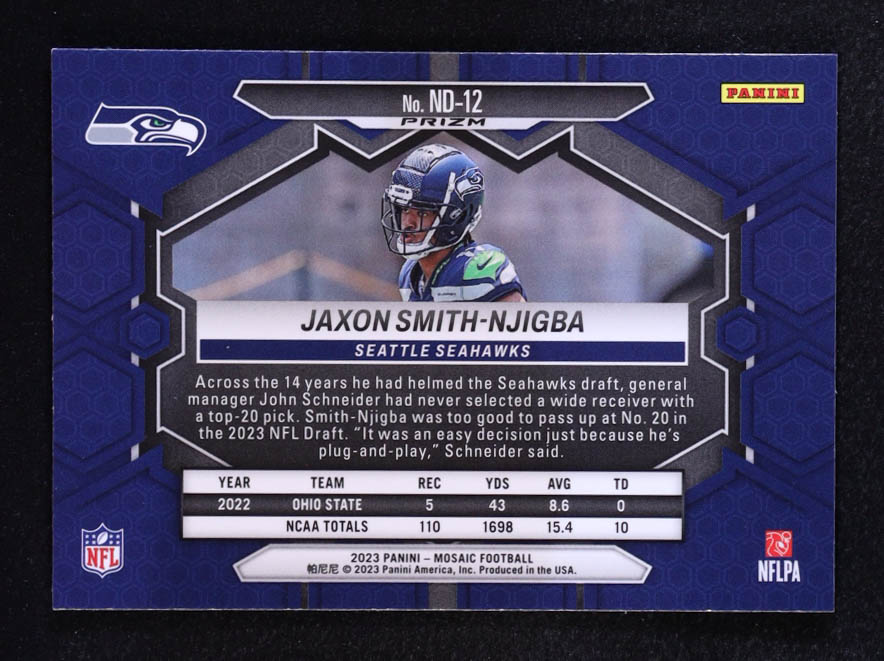 No. ND-12
PANINI
PRIZM
JAXON SMITH-NJIGBA
SEATTLE SEAHAWKS
Across the 14 years he had helmed the Seahawks draft, general
manager John Schneider had never selected a wide receiver with
a top-20 pick. Smith-Njigba was too good to pass up at No. 20 in
the 2023 NFL Draft. “It was an easy decision just because he’s
plug-and-play,” Schneider said.
YEAR TEAM REC YDS AVG TD
2022 OHIO STATE 5 43 8.6 0
NCAA TOTALS 110 1698 15.4 10
2023 PANINI – MOSAIC FOOTBALL
帕尼尼 © 2023 Panini America, Inc. Produced in the USA.
NFL
NFLPA